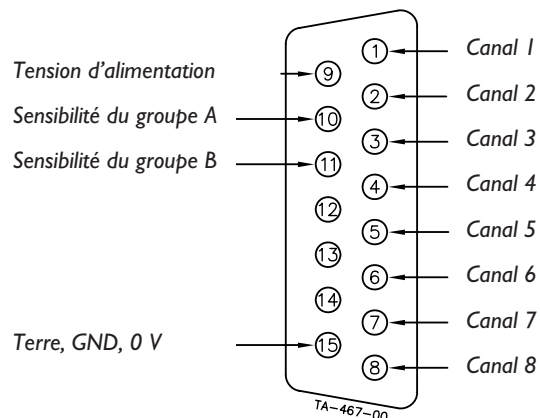 Tension d'alimentation
Sensibilité du groupe A
Sensibilité du groupe B
Terre, GND, 0 V
9
10
11
12
13
14
15
1
2
3
4
5
6
7
8
Canal 1
Canal 2
Canal 3
Canal 4
Canal 5
Canal 6
Canal 7
Canal 8
TA-467-00